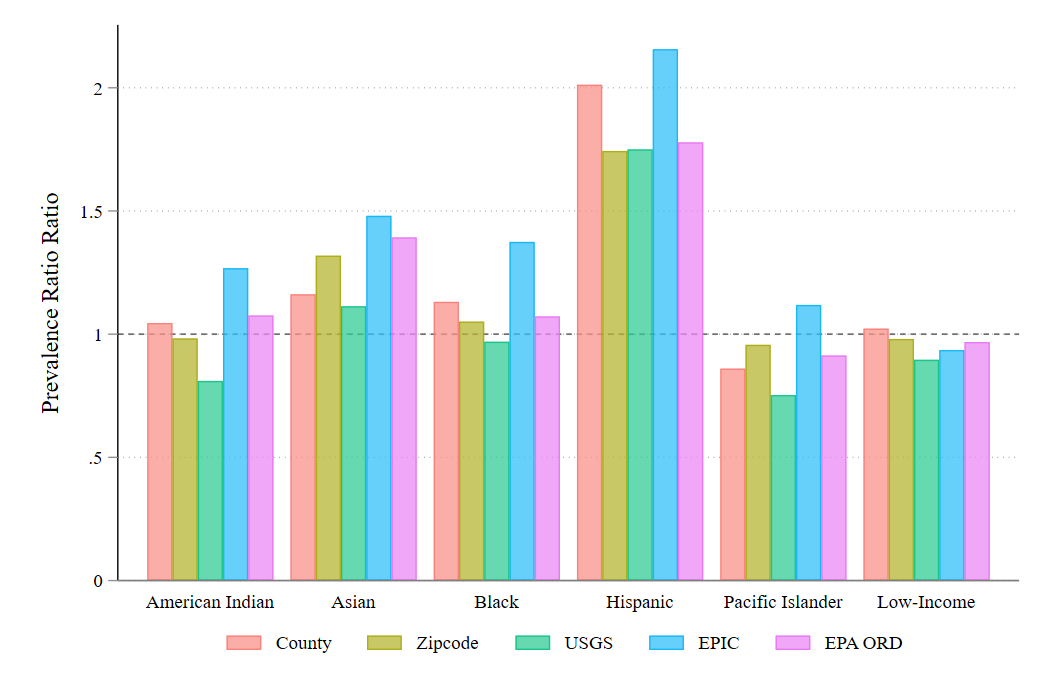 Prevalence Ratio Ratio
2
1.5
1
.5
0
American Indian Asian Black Hispanic Pacific Islander Low-Income
County Zipcode USGS EPIC EPA ORD